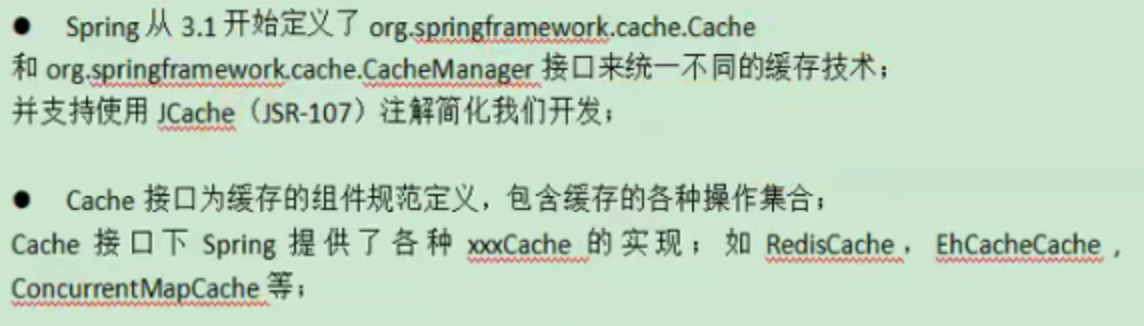 ● Spring 从 3.1 开始定义了 org.springframework.cache.Cache
和 org.springframework.cache.CacheManager 接口来统一不同的缓存技术；
并支持使用 JCache（JSR-107）注解简化我们开发；
● Cache 接口为缓存的组件规范定义，包含缓存的各种操作集合；
Cache 接口下 Spring 提供了各种 xxxCache 的实现；如 RedisCache，EhCacheCache ,
ConcurrentMapCache 等；